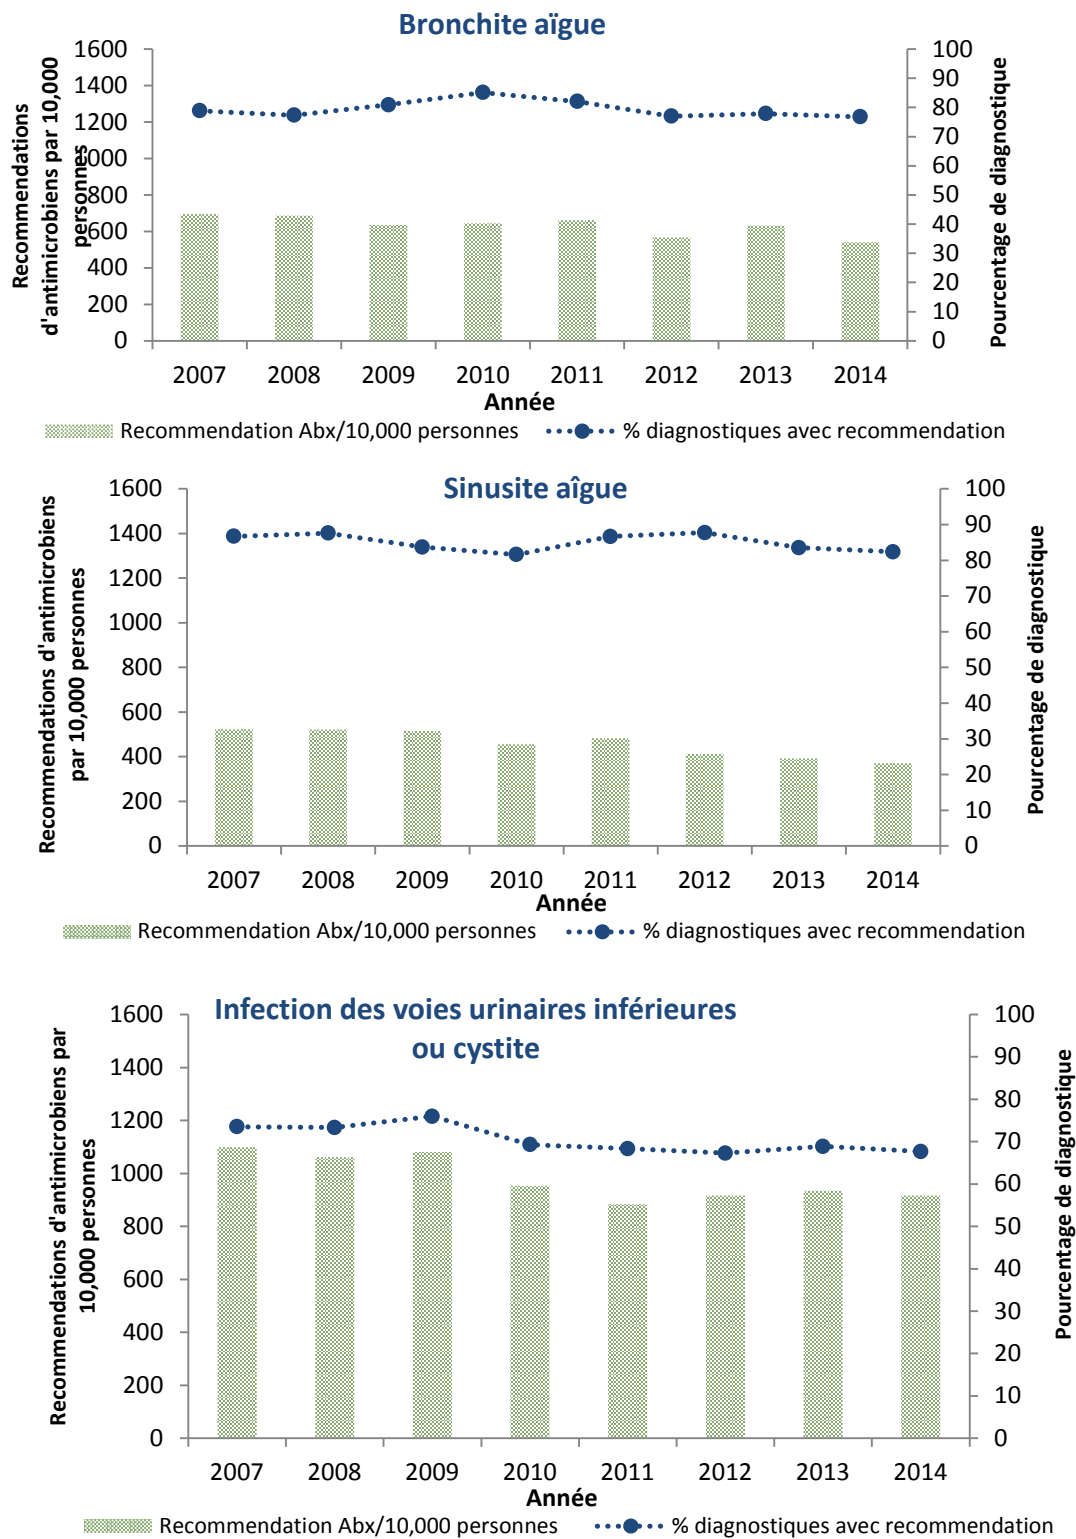 Bronchite aïgue
Recommendations
d'antimicrobiens par 10,000
personnes
1600
1400
1200
1000
800
600
400
200
0
100
90
80
70
60
50
40
30
20
10
0
Pourcentage de diagnostique
2007 2008 2009 2010 2011 2012 2013 2014
Année
Recommendation Abx/10,000 personnes % diagnostiques avec recommendation
Sinusite aîgue
Recommendations d'antimicrobiens
par 10,000 personnes
1600
1400
1200
1000
800
600
400
200
0
100
90
80
70
60
50
40
30
20
10
0
Pourcentage de diagnostique
2007 2008 2009 2010 2011 2012 2013 2014
Année
Recommendation Abx/10,000 personnes % diagnostiques avec recommendation
Infection des voies urinaires inférieures
ou cystite
Recommendations d'antimicrobiens par
10,000 personnes
1600
1400
1200
1000
800
600
400
200
0
100
90
80
70
60
50
40
30
20
10
0
Pourcentage de diagnostique
2007 2008 2009 2010 2011 2012 2013 2014
Année
Recommendation Abx/10,000 personnes % diagnostiques avec recommendation